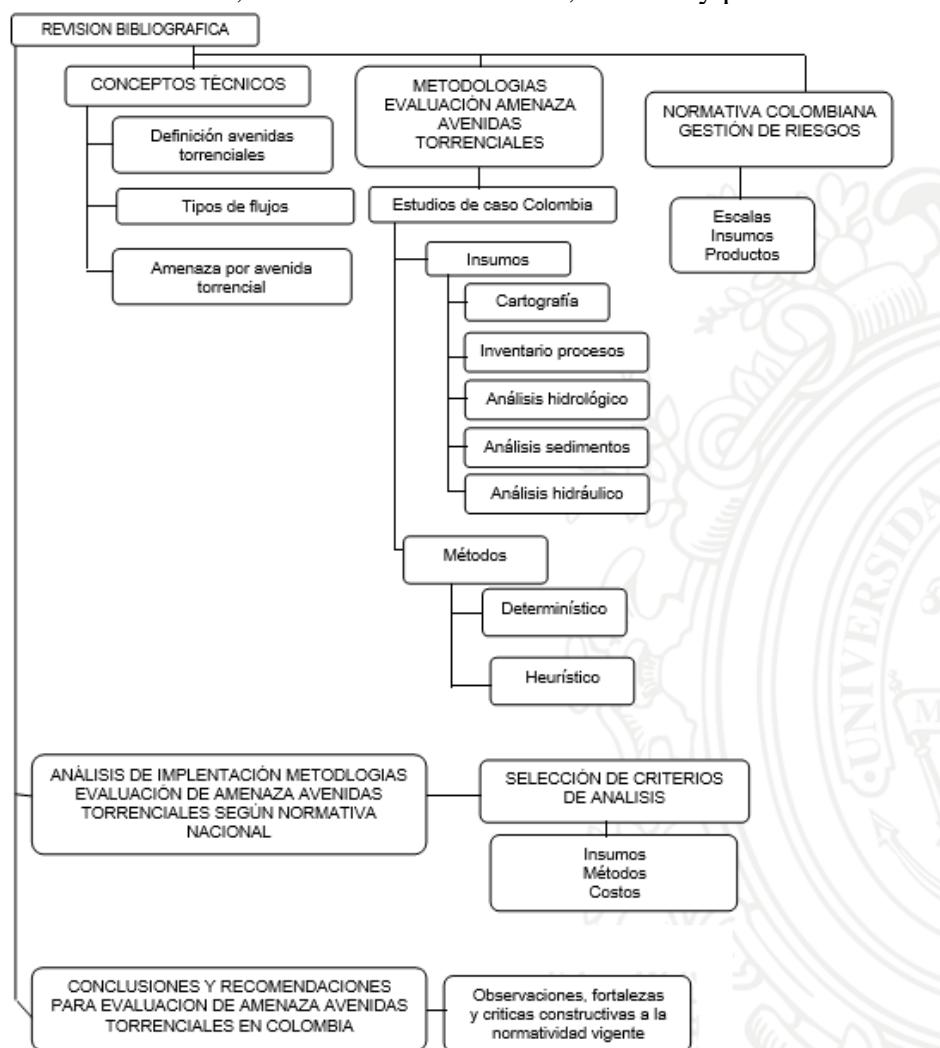 REVISION BIBLIOGRAFICA
CONCEPTOS TÉCNICOS
Definición avenidas
torrenciales
Tipos de flujos
Amenaza por avenida
torrencial
METODOLOGIAS
EVALUACIÓN AMENAZA
AVENIDAS
TORRENCIALES
Estudios de caso Colombia
Insumos
Cartografía
Inventario procesos
Análisis hidrológico
Análisis sedimentos
Análisis hidráulico
Métodos
Determinístico
Heurístico
NORMATIVA COLOMBIANA
GESTIÓN DE RIESGOS
Escalas
Insumos
Productos
ANÁLISIS DE IMPLENTACIÓN METODLOGIAS
EVALUACIÓN DE AMENAZA AVENIDAS
TORRENCIALES SEGÚN NORMATIVA
NACIONAL
SELECCIÓN DE CRITERIOS
DE ANALISIS
Insumos
Métodos
Costos
CONCLUSIONES Y RECOMENDACIONES
PARA EVALUACION DE AMENAZA AVENIDAS
TORRENCIALES EN COLOMBIA
Observaciones, fortalezas
y criticas constructivas a la
normatividad vigente